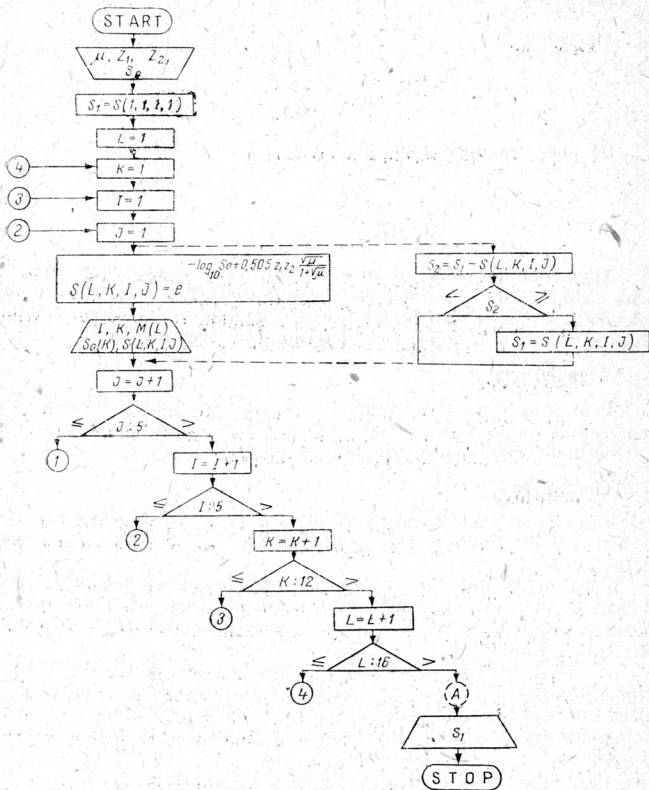 START
μ, Z₁, Z₂,
S₀
S₁=S(1,1,1,1)
L=1
④
K=1
③
I=1
②
J=1
S(L,K,I,J)=e^(-log₁₀ So+0,505 z₁ z₂ √μ/(1+√μ))
S₂=S₁-S(L,K,I,J)
< S₂ ≥
I, K, M(L)
So(K), S(L,K,I,J)
S₁=S(L,K,I,J)
J=J+1
≤ J:5 >
①
I=I+1
≤ I:5 >
②
K=K+1
≤ K:12 >
③
L=L+1
≤ L:16 >
④
A
S₁
STOP